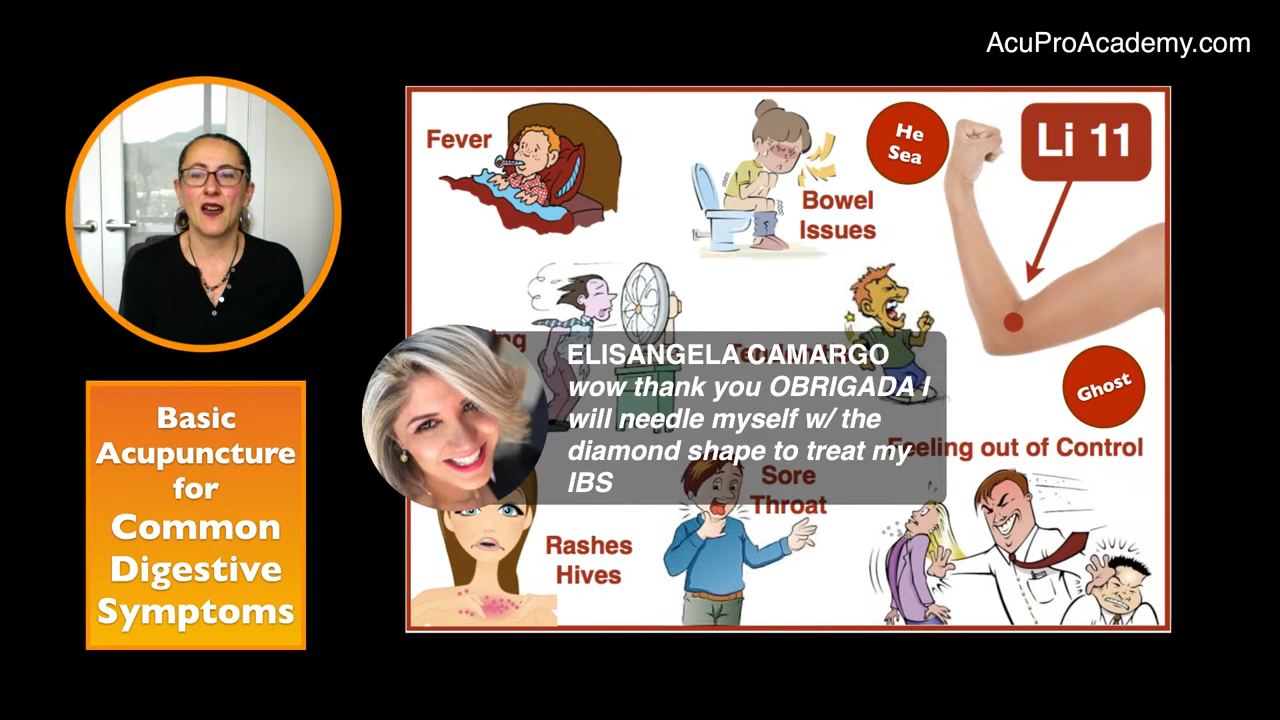 AcuProAcademy.com
Fever
Bowel
Issues
He
Sea
Li 11
Ghost
ELISANGELA CAMARGO
wow thank you OBRIGADA I
will needle myself w/ the
diamond shape to treat my
IBS
Feeling out of Control
Sore
Throat
Rashes
Hives
Basic
Acupuncture
for
Common
Digestive
Symptoms